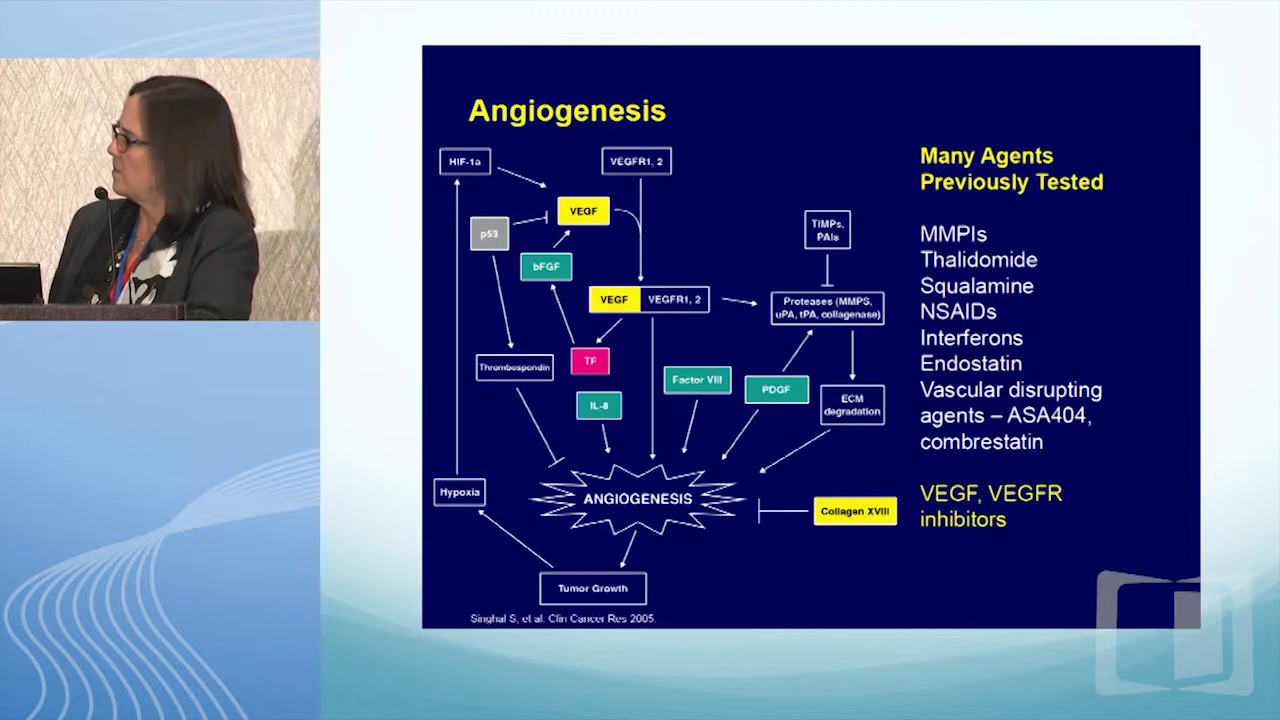 Angiogenesis
HIF-1a
VEGFR1, 2
VEGF
p53
bFGF
TIMPs,
PAIs
VEGF
VEGFR1, 2
Proteases (MMPS,
uPA, tPA, collagenase)
Thrombospondin
TF
Factor VIII
PDGF
IL-8
ECM
degradation
Hypoxia
ANGIOGENESIS
Collagen XVIII
Tumor Growth
Singhal S, et al. Clin Cancer Res 2005.
Many Agents
Previously Tested
MMPIs
Thalidomide
Squalamine
NSAIDs
Interferons
Endostatin
Vascular disrupting
agents – ASA404,
combrestatin
VEGF, VEGFR
inhibitors